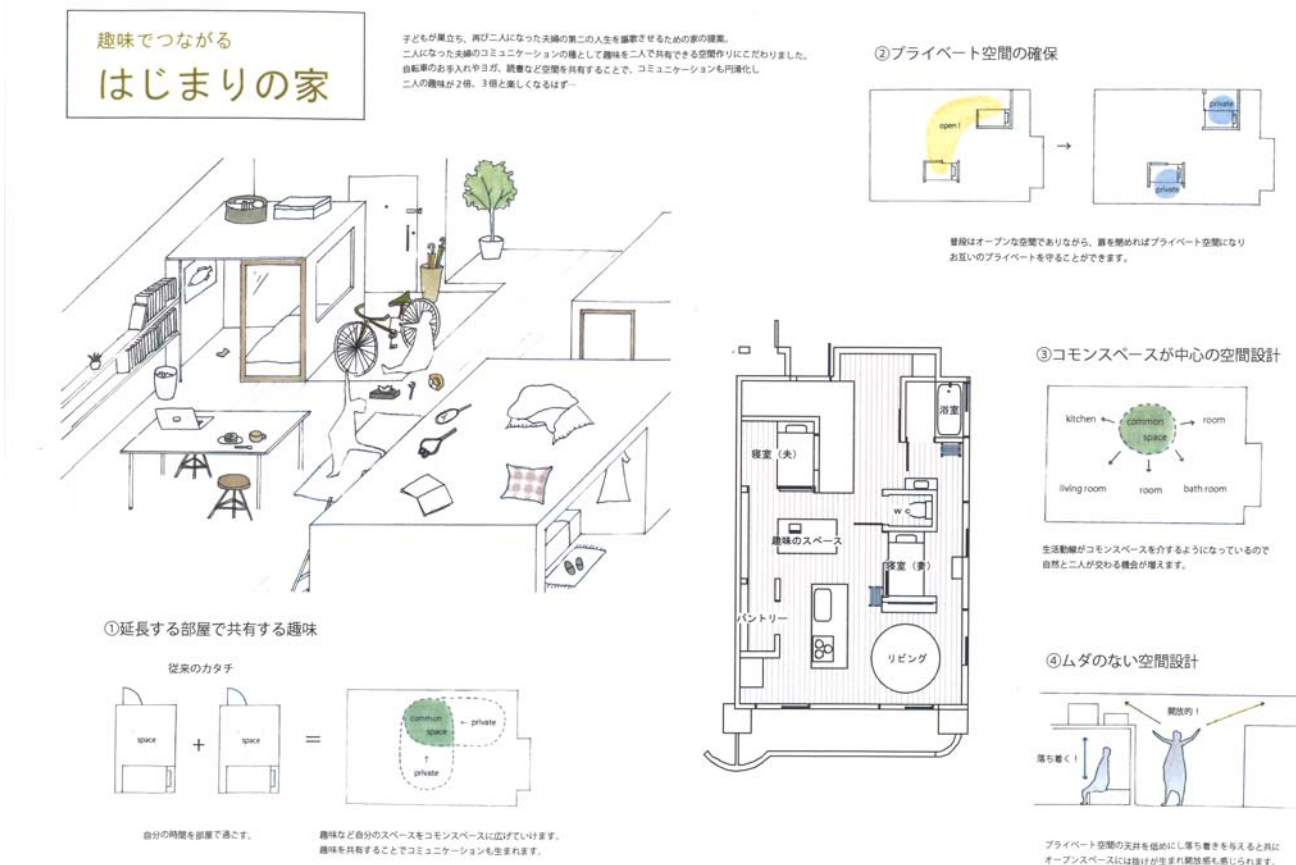 趣味でつながる
はじまりの家
子どもが巣立ち、再び二人になった夫婦の第二の人生を謳歌させるための家の提案。
二人になった夫婦のコミュニケーションの種として趣味を二人で共有できる空間作りにこだわりました。
自転車のお手入れやヨガ、読書など空間を共有することで、コミュニケーションも円滑化し
二人の趣味が2倍、3倍と楽しくなるはず…
①延長する部屋で共有する趣味
従来のカタチ
space
+
space
=
common
space
← private
↑
private
自分の時間を部屋で過ごす。
趣味など自分のスペースをコモンスペースに広げていけます。
趣味を共有することでコミュニケーションも生まれます。
浴室
寝室（夫）
wc
趣味のスペース
寝室（妻）
パントリー
リビング
②プライベート空間の確保
open！
→
private
private
普段はオープンな空間でありながら、扉を閉めればプライベート空間になり
お互いのプライベートを守ることができます。
③コモンスペースが中心の空間設計
kitchen
common
space
room
living room
room
bath room
生活動線がコモンスペースを介するようになっているので
自然と二人が交わる機会が増えます。
④ムダのない空間設計
開放的！
落ち着く！
プライベート空間の天井を低めにし落ち着きを与えると共に
オープンスペースには抜けが生まれ開放感も感じられます。